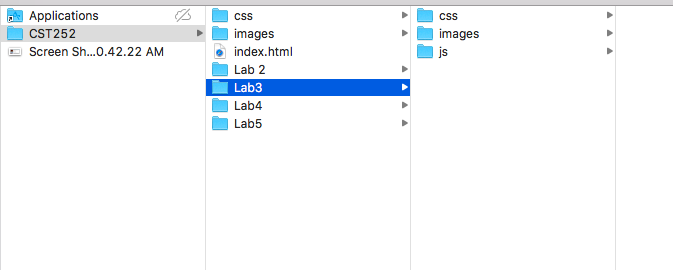 Applications
CST252
Screen Sh...0.42.22 AM
css
images
index.html
Lab 2
Lab3
Lab4
Lab5
css
images
js